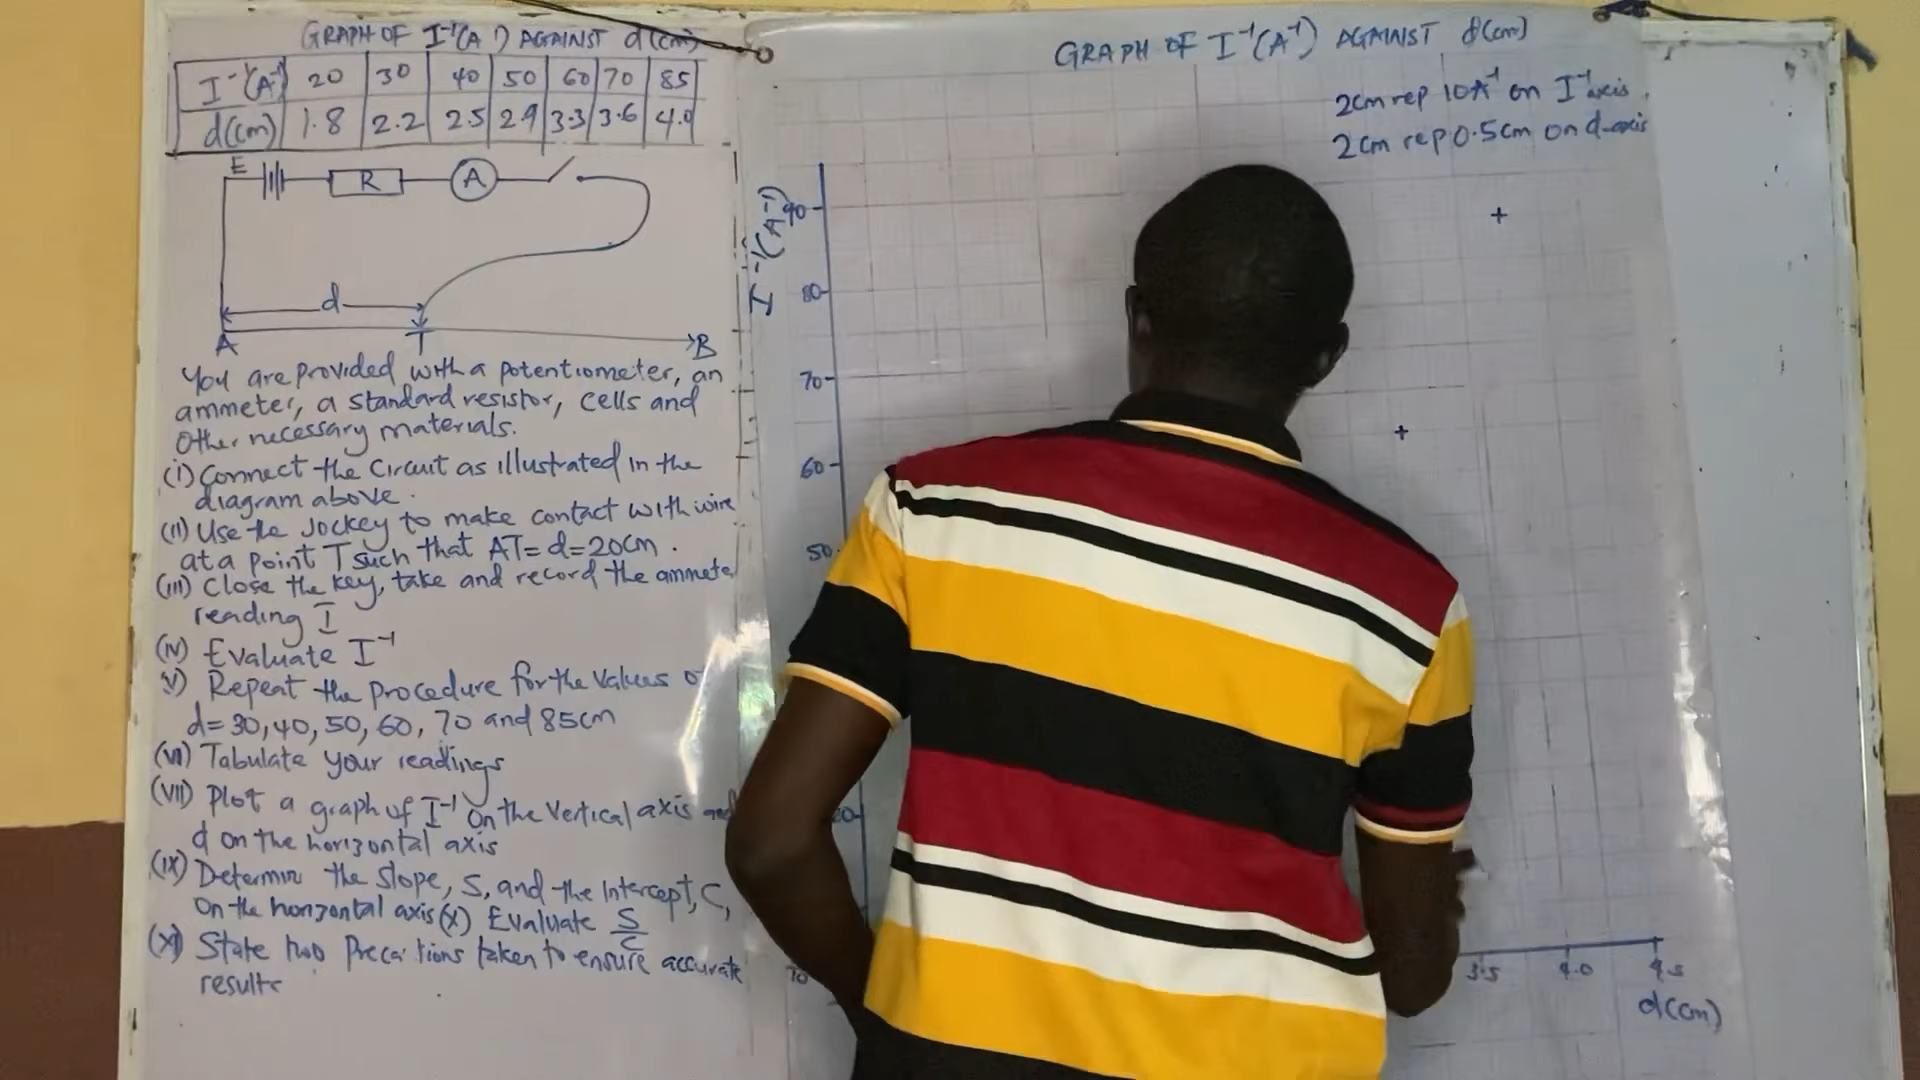 GRAPH OF I⁻¹(A⁻¹) AGAINST d(cm)
I⁻¹(A⁻¹) 20 30 40 50 60 70 85
d(cm) 1.8 2.2 2.5 2.9 3.3 3.6 4.0
E R A
d
A T B
You are provided with a potentiometer, an
ammeter, a standard resistor, cells and
Other necessary materials.
(i) Connect the Circuit as illustrated in the
diagram above.
(II) Use the Jockey to make contact with wire
at a point T such that AT=d=20cm.
(III) Close the key, take and record the ammete
reading I
(IV) Evaluate I⁻¹
V) Repeat the procedure for the Values o
d=30,40,50,60,70 and 85cm
(VI) Tabulate your readings
(VII) Plot a graph of I⁻¹ on the Vertical axis and
d on the horizontal axis
(IX) Determin the Slope, S, and the Intercept, C,
On the horizontal axis (X) Evaluate S/C
(XI) State two Precautions taken to ensure accurate
results
GRAPH OF I⁻¹(A⁻¹) AGAINST d(cm)
2cm rep 10A⁻¹ on I⁻¹ axis.
2cm rep 0.5cm on d-axis
I⁻¹(A⁻¹)
90
80
70
60
50
20
10
3.5 4.0 4.5
d(cm)